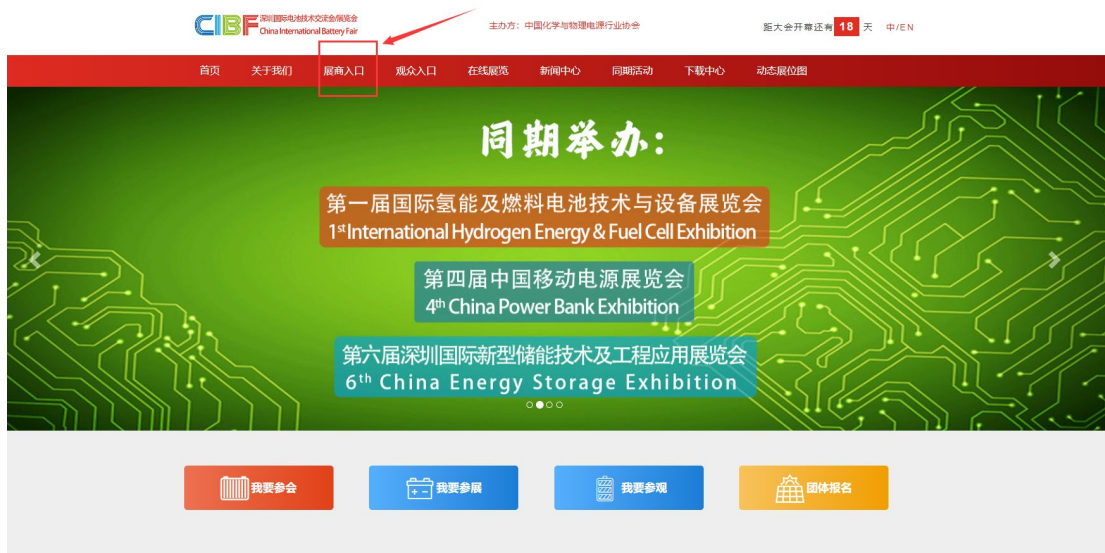 CIBF
深圳国际电池技术交流会/展览会
China International Battery Fair
主办方：中国化学与物理电源行业协会
距大会开幕还有 18 天 中/EN
首页 关于我们 展商入口 观众入口 在线展览 新闻中心 同期活动 下载中心 动态展位图
同期举办：
第一届国际氢能及燃料电池技术与设备展览会
1st International Hydrogen Energy & Fuel Cell Exhibition
第四届中国移动电源展览会
4th China Power Bank Exhibition
第六届深圳国际新型储能技术及工程应用展览会
6th China Energy Storage Exhibition
我要参会 我要参展 我要参观 团体报名